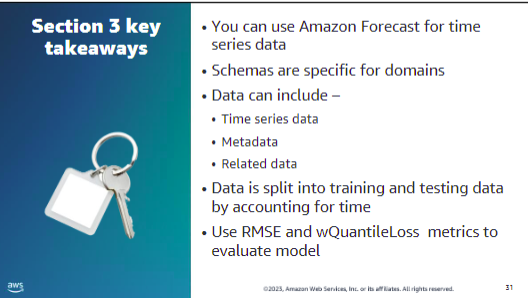 Section 3 key
takeaways
• You can use Amazon Forecast for time
series data
• Schemas are specific for domains
• Data can include –
• Time series data
• Metadata
• Related data
• Data is split into training and testing data
by accounting for time
• Use RMSE and wQuantileLoss metrics to
evaluate model
aws
©2023, Amazon Web Services, Inc. or its affiliates. All rights reserved.
31